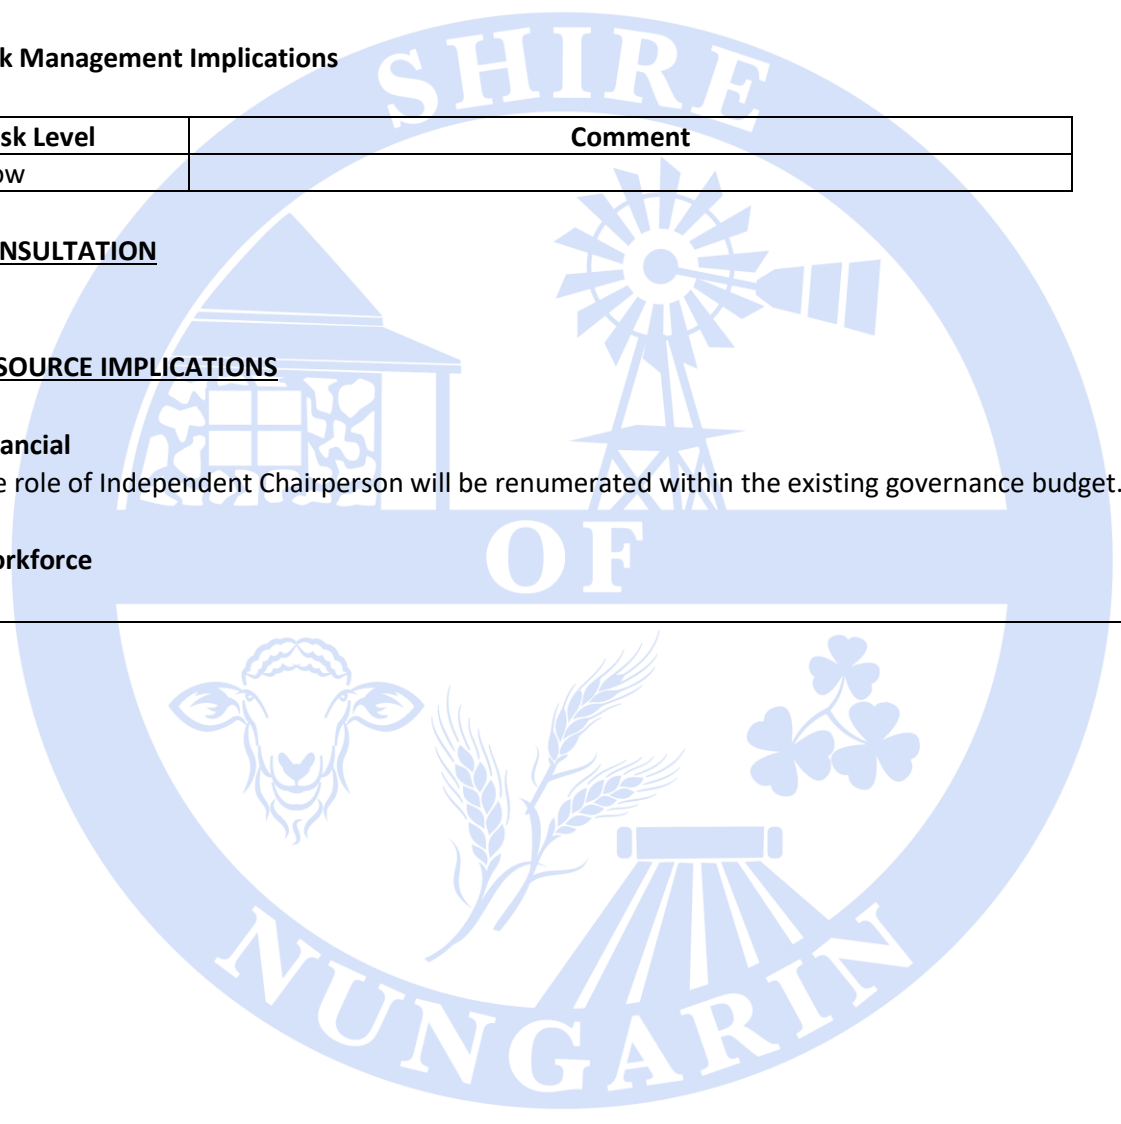 SHIRE
k Management Implications
sk Level Comment
ow
NSULTATION
SOURCE IMPLICATIONS
ancial
e role of Independent Chairperson will be renumerated within the existing governance budget.
OF
orkforce
NUNGARIN